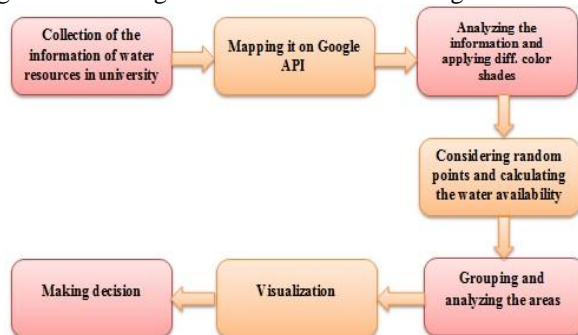 Collection of the
information of water
resources in university
Mapping it on Google
API
Analyzing the
information and
applying diff. color
shades
Considering random
points and calculating
the water availability
Grouping and
analyzing the areas
Visualization
Making decision